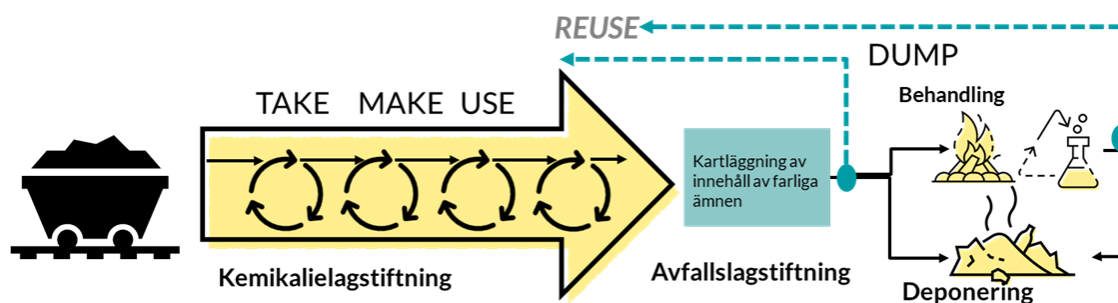 REUSE
DUMP
TAKE MAKE USE
Behandling
Kartläggning av
innehåll av farliga
ämnen
Kemikalielagstiftning
Avfallslagstiftning
Deponering